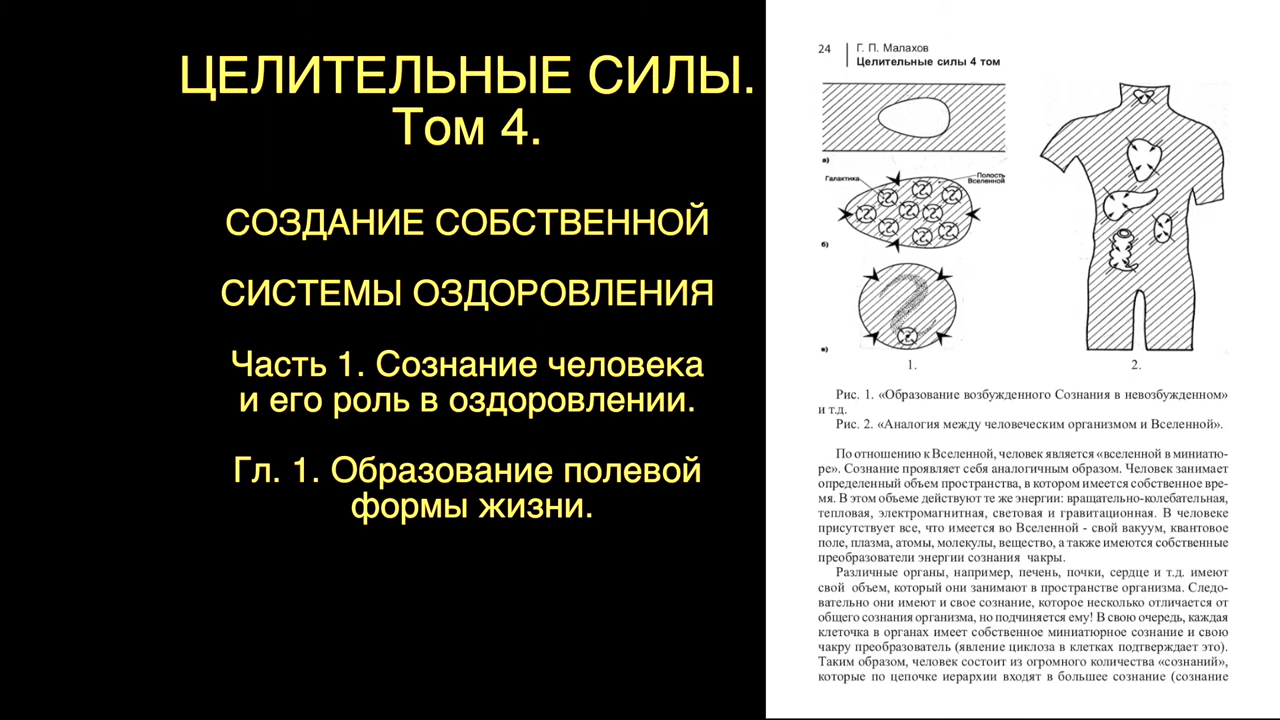 ЦЕЛИТЕЛЬНЫЕ СИЛЫ.
Том 4.
СОЗДАНИЕ СОБСТВЕННОЙ
СИСТЕМЫ ОЗДОРОВЛЕНИЯ
Часть 1. Сознание человека
и его роль в оздоровлении.
Гл. 1. Образование полевой
формы жизни.
24
Г. П. Малахов
Целительные силы 4 том
а)
Галактика
Полость
Вселенной
б)
в)
1.
2.
Рис. 1. «Образование возбужденного Сознания в невозбужденном»
и т.д.
Рис. 2. «Аналогия между человеческим организмом и Вселенной».
По отношению к Вселенной, человек является «вселенной в миниатю-
ре». Сознание проявляет себя аналогичным образом. Человек занимает
определенный объем пространства, в котором имеется собственное вре-
мя. В этом объеме действуют те же энергии: вращательно-колебательная,
тепловая, электромагнитная, световая и гравитационная. В человеке
присутствует все, что имеется во Вселенной - свой вакуум, квантовое
поле, плазма, атомы, молекулы, вещество, а также имеются собственные
преобразователи энергии сознания чакры.
Различные органы, например, печень, почки, сердце и т.д. имеют
свой объем, который они занимают в пространстве организма. Следо-
вательно они имеют и свое сознание, которое несколько отличается от
общего сознания организма, но подчиняется ему! В свою очередь, каждая
клеточка в органах имеет собственное миниатюрное сознание и свою
чакру преобразователь (явление циклоза в клетках подтверждает это).
Таким образом, человек состоит из огромного количества «сознаний»,
которые по цепочке иерархии входят в большее сознание (сознание